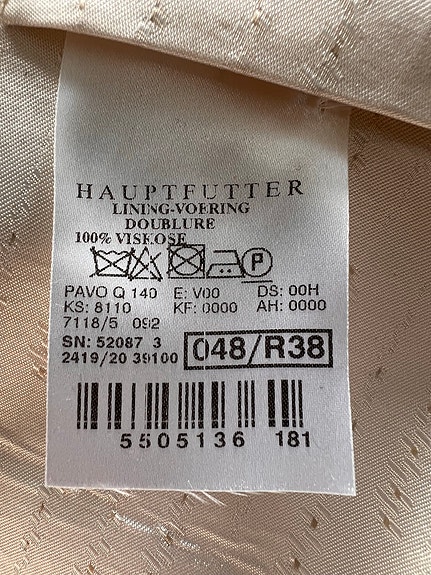 HAUPTFUTTER
LINING-VOERING
DOUBLURE
100% VISKOSE
P
PAVO Q 140 E: V00 DS: 00H
KS: 8110 KF: 0000 AH: 0000
7118/5 092
SN: 52087 3
2419/20 39100 048/R38
5505136 181